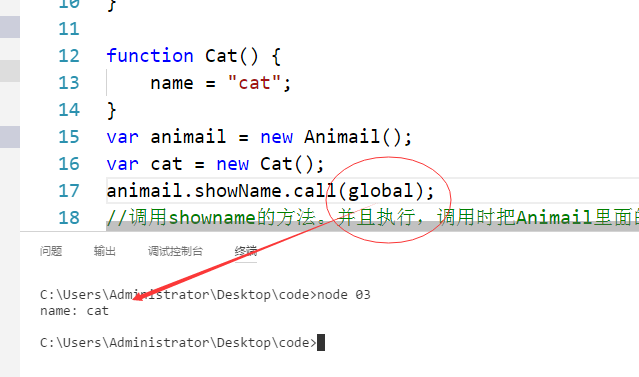 10 }
11
12 function Cat() {
13 name = "cat";
14 }
15 var animail = new Animail();
16 var cat = new Cat();
17 animail.showName.call(global);
18 //调用showname的方法。并且执行，调用时把Animail里面的
问题 输出 调试控制台 终端
C:\Users\Administrator\Desktop\code>node 03
name: cat
C:\Users\Administrator\Desktop\code>